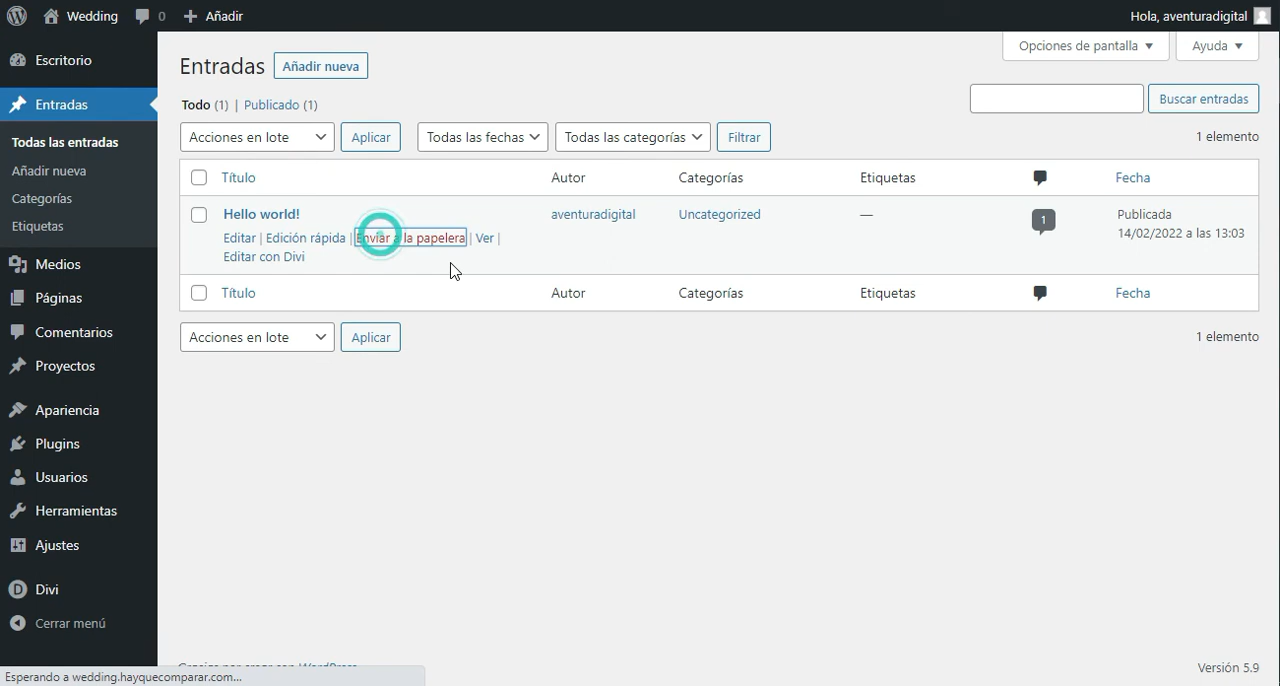 Wedding 0 Añadir Hola, aventuradigital
Opciones de pantalla Ayuda
Escritorio
Entradas
Todas las entradas
Añadir nueva
Categorías
Etiquetas
Medios
Páginas
Comentarios
Proyectos
Apariencia
Plugins
Usuarios
Herramientas
Ajustes
D Divi
Cerrar menú
Entradas Añadir nueva
Todo (1) | Publicado (1)
Buscar entradas
Acciones en lote Aplicar Todas las fechas Todas las categorías Filtrar 1 elemento
Título Autor Categorías Etiquetas Fecha
Hello world! aventuradigital Uncategorized — 1 Publicada
14/02/2022 a las 13:03
Editar | Edición rápida | Enviar a la papelera | Ver |
Editar con Divi
Título Autor Categorías Etiquetas Fecha
Acciones en lote Aplicar 1 elemento
WordPress Versión 5.9
Esperando a wedding.hayquecomparar.com...